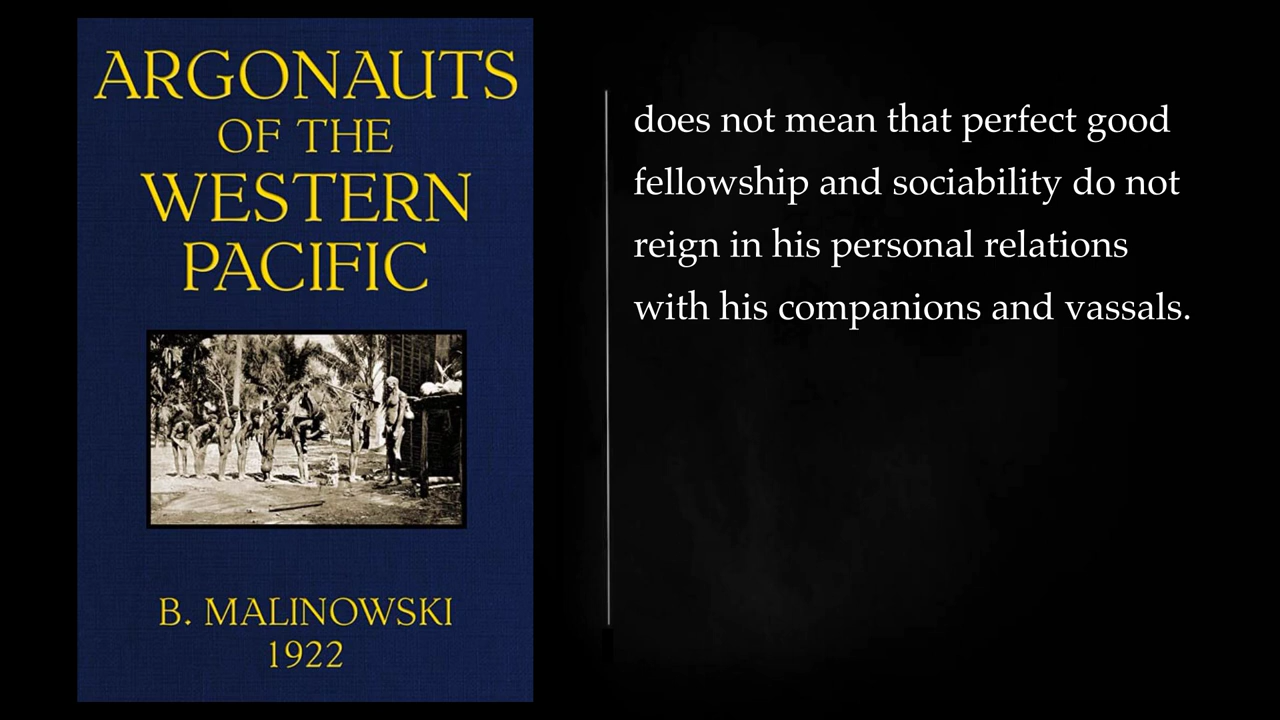 ARGONAUTS
OF THE
WESTERN
PACIFIC
B. MALINOWSKI
1922
does not mean that perfect good
fellowship and sociability do not
reign in his personal relations
with his companions and vassals.